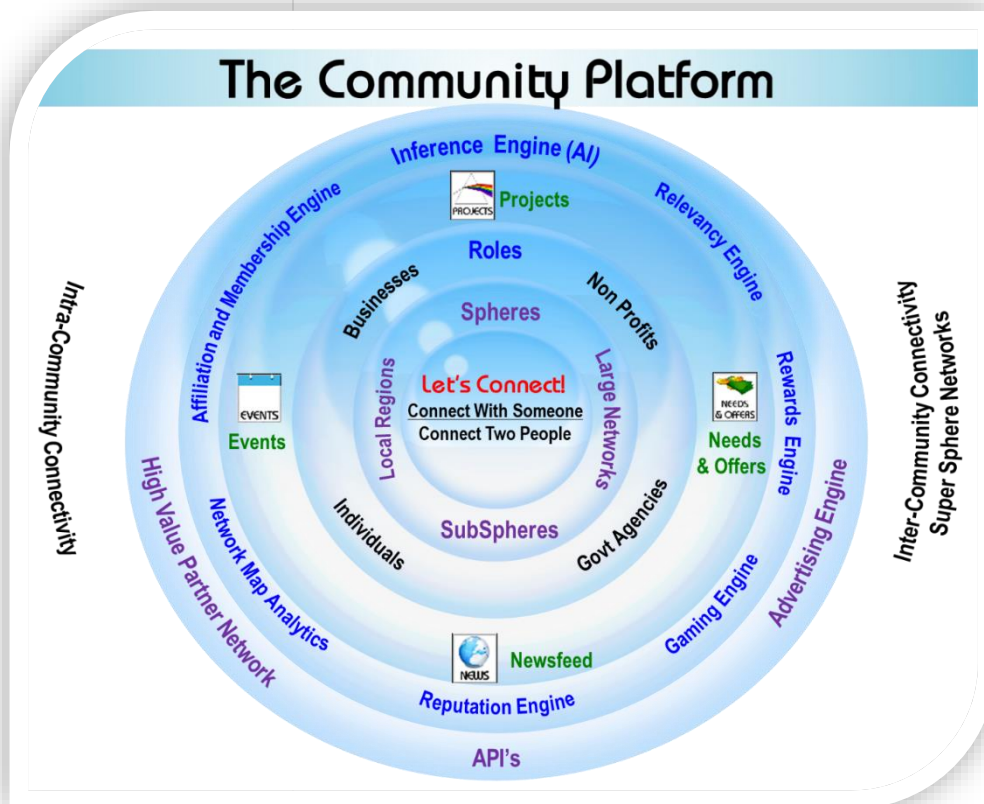 The Community Platform
Inference Engine (AI)
PROJECTS
Projects
Affiliation and Membership Engine
Relevancy Engine
Roles
Businesses
Non Profits
Spheres
Intra-Community Connectivity
Inter-Community Connectivity
Super Sphere Networks
Let's Connect!
Connect With Someone
Connect Two People
Local Regions
Large Networks
EVENTS
Events
NEEDS
& OFFERS
Needs
& Offers
Rewards Engine
High Value Partner Network
Advertising Engine
Individuals
SubSpheres
Govt Agencies
Network Map Analytics
Gaming Engine
NEWS
Newsfeed
Reputation Engine
API's